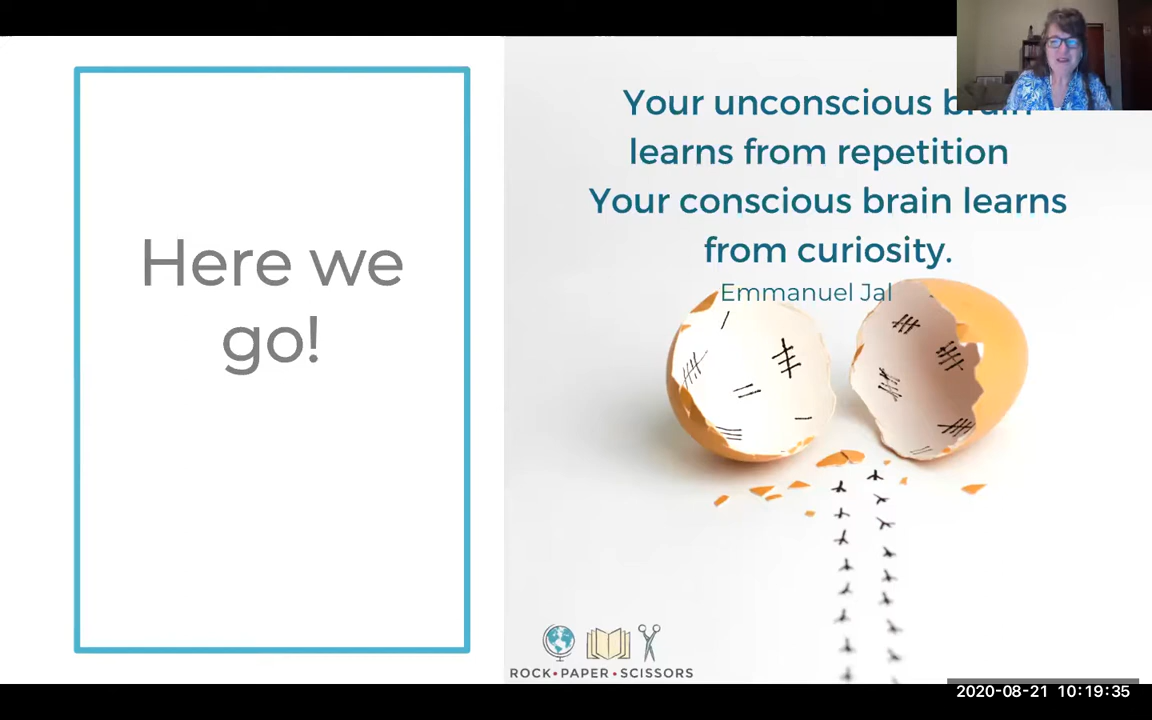 Here we
go!
Your unconscious brain
learns from repetition
Your conscious brain learns
from curiosity.
Emmanuel Jal
ROCK•PAPER•SCISSORS
2020-08-21 10:19:35